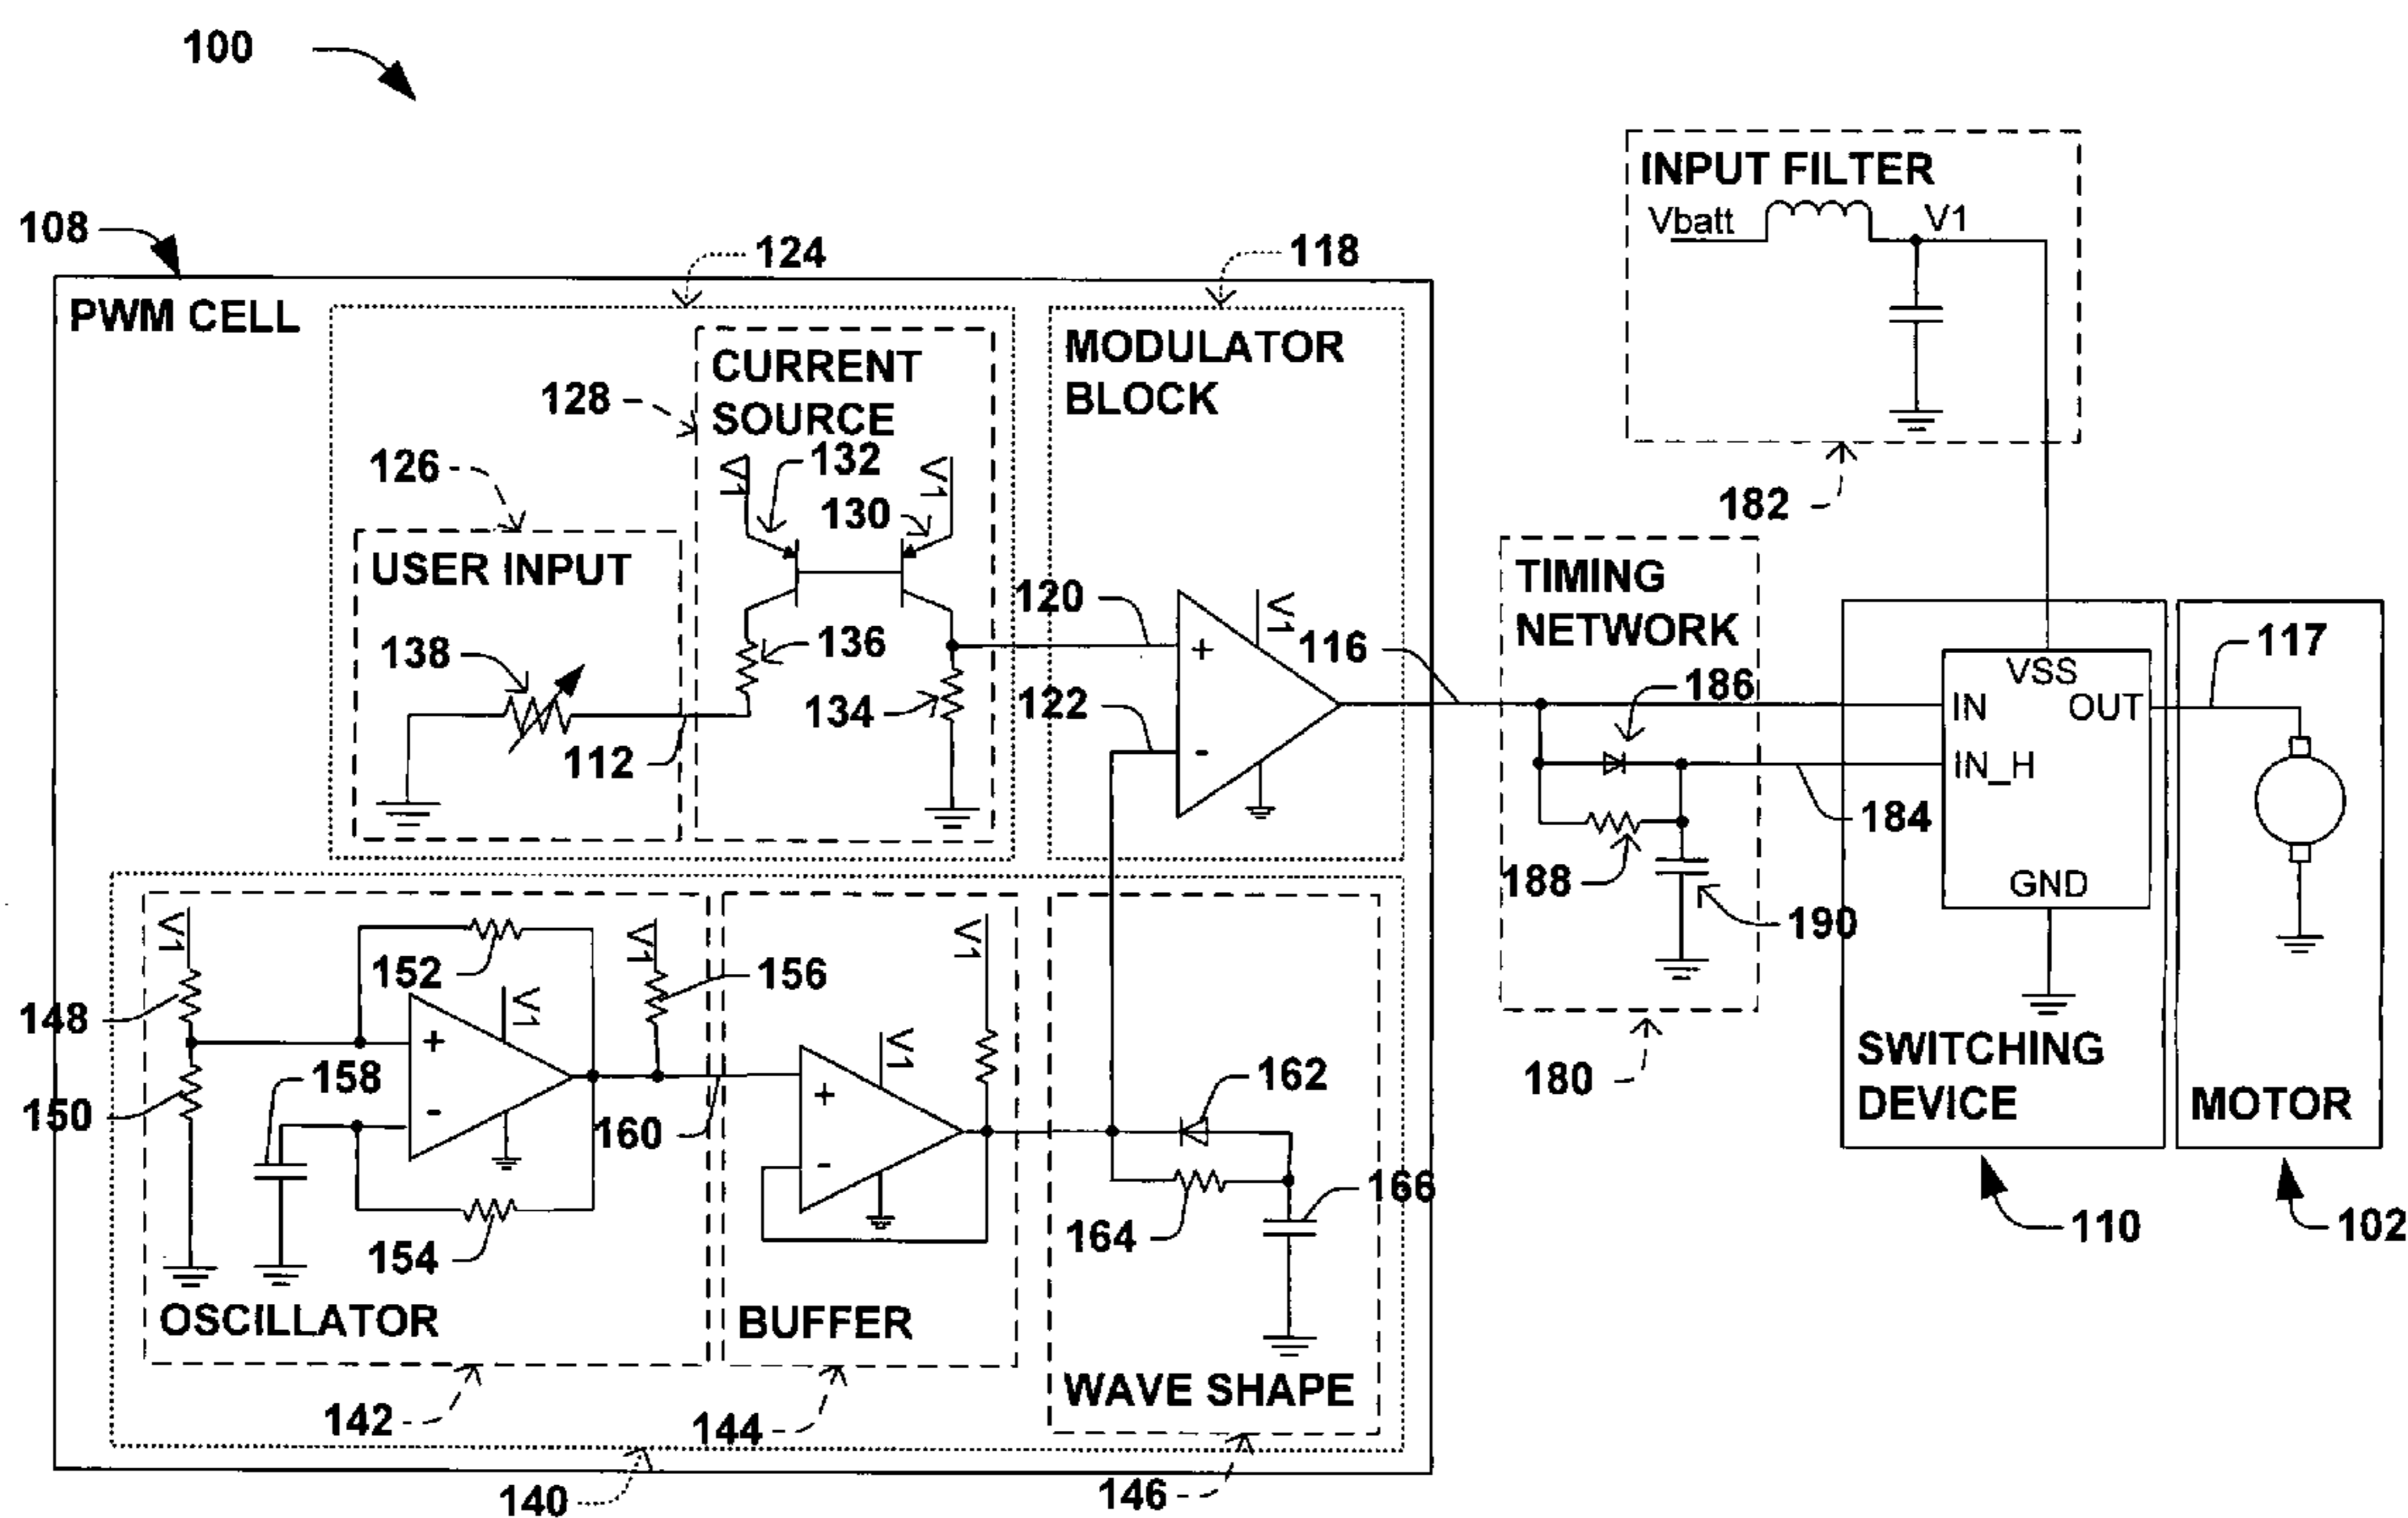 100
INPUT FILTER
Vbatt
V1
182
108
PWM CELL
124
118
CURRENT
SOURCE
128
V1
132
V1
130
MODULATOR
BLOCK
126
USER INPUT
138
112
136
134
120
122
+
-
V1
116
TIMING
NETWORK
186
184
188
190
180
VSS
IN
OUT
IN_H
GND
117
SWITCHING
DEVICE
MOTOR
110
102
V1
148
150
152
+
-
V1
158
154
V1
156
160
OSCILLATOR
142
V1
V1
+
-
BUFFER
144
162
164
166
WAVE SHAPE
146
140